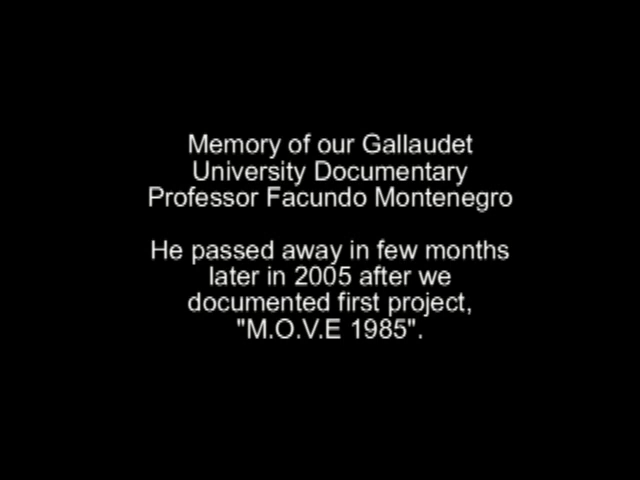 Memory of our Gallaudet
University Documentary
Professor Facundo Montenegro
He passed away in few months
later in 2005 after we
documented first project,
"M.O.V.E 1985".